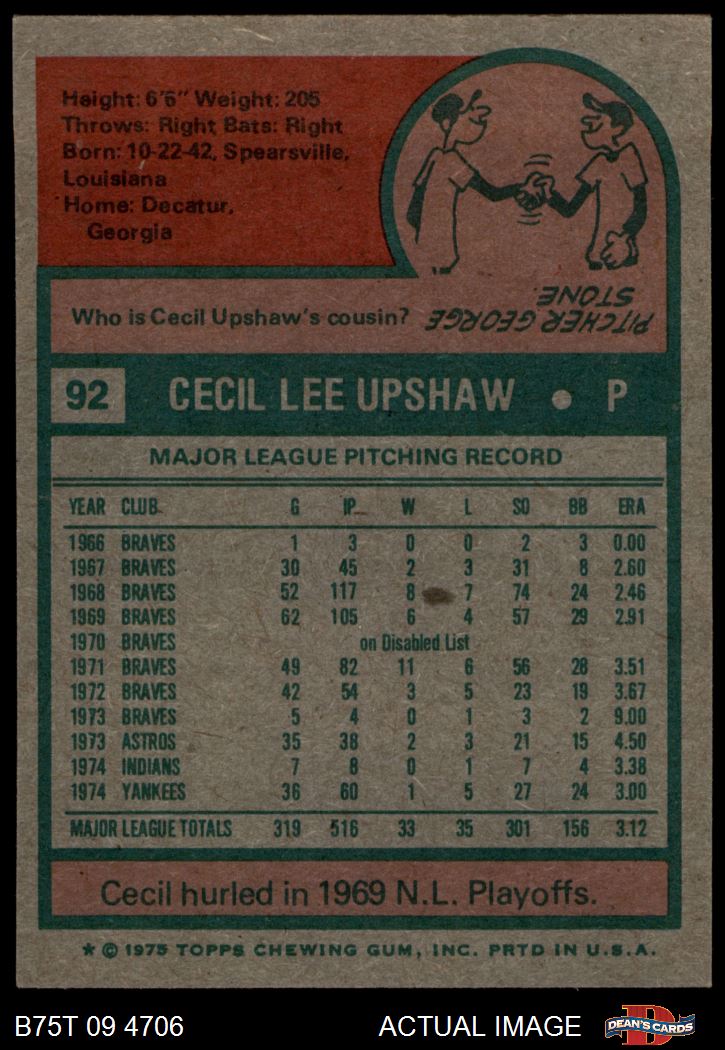 Height: 6'6" Weight: 205
Throws: Right Bats: Right
Born: 10-22-42, Spearsville,
Louisiana
Home: Decatur,
Georgia
Who is Cecil Upshaw's cousin?
PITCHER GEORGE
STONE.
92 CECIL LEE UPSHAW • P
MAJOR LEAGUE PITCHING RECORD
YEAR CLUB G IP W L SO BB ERA
1966 BRAVES 1 3 0 0 2 3 0.00
1967 BRAVES 30 45 2 3 31 8 2.60
1968 BRAVES 52 117 8 7 74 24 2.46
1969 BRAVES 62 105 6 4 57 29 2.91
1970 BRAVES on Disabled List
1971 BRAVES 49 82 11 6 56 28 3.51
1972 BRAVES 42 54 3 5 23 19 3.67
1973 BRAVES 5 4 0 1 3 2 9.00
1973 ASTROS 35 38 2 3 21 15 4.50
1974 INDIANS 7 8 0 1 7 4 3.38
1974 YANKEES 36 60 1 5 27 24 3.00
MAJOR LEAGUE TOTALS 319 516 33 35 301 156 3.12
Cecil hurled in 1969 N.L. Playoffs.
* © 1975 TOPPS CHEWING GUM, INC. PRTD IN U.S.A.
B75T 09 4706 ACTUAL IMAGE
D
DEAN'S CARDS